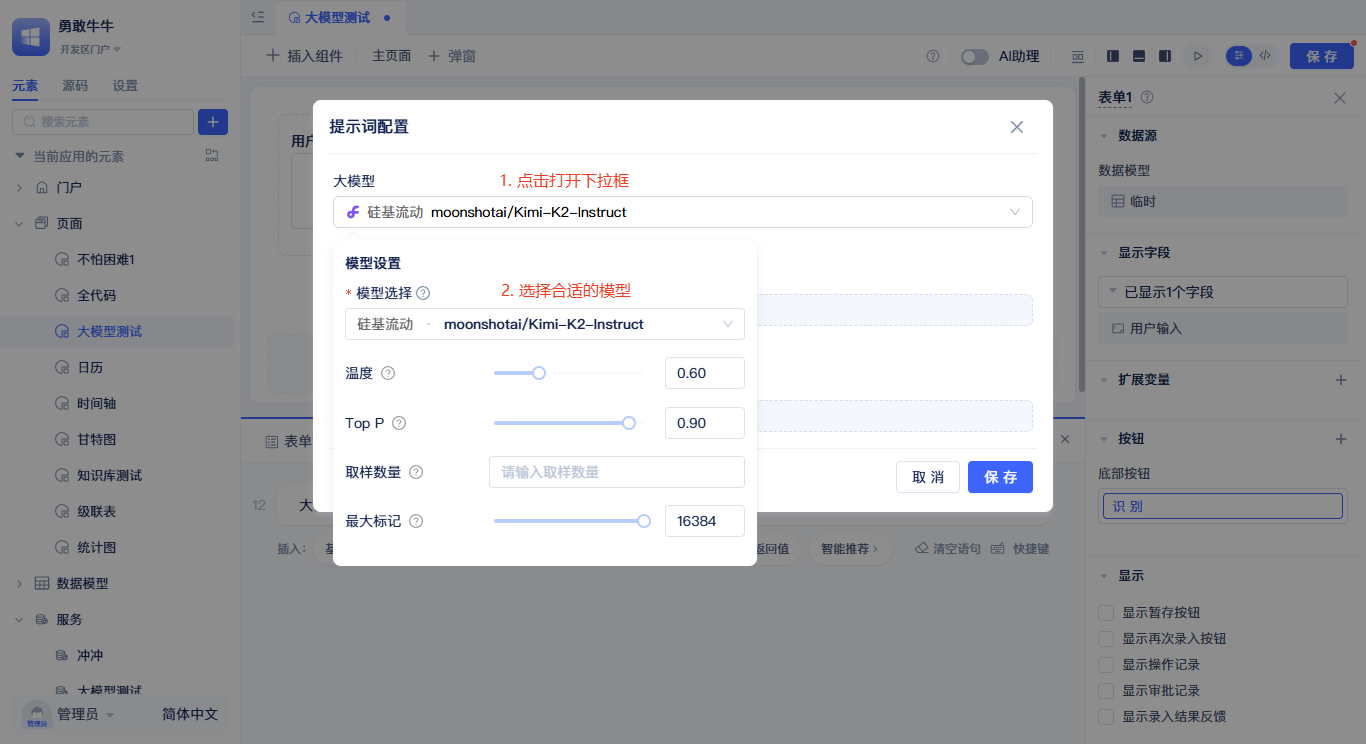 勇敢牛牛
开发区门户
元素 源码 设置
搜索元素
当前应用的元素
门户
页面
不怕困难1
全代码
大模型测试
日历
时间轴
甘特图
知识库测试
级联表
统计图
数据模型
服务
冲冲
大模型测试
管理员
管理员 简体中文
大模型测试
插入组件 主页面 弹窗
AI助理
保 存
用户
表单
12
大
插入:
返回值 智能推荐 清空语句 快捷键
提示词配置
大模型
1. 点击打开下拉框
硅基流动 moonshotai/Kimi-K2-Instruct
模型设置
* 模型选择
2. 选择合适的模型
硅基流动 · moonshotai/Kimi-K2-Instruct
温度 0.60
Top P 0.90
取样数量 请输入取样数量
最大标记 16384
取 消 保 存
表单1
数据源
数据模型
临时
显示字段
已显示1个字段
用户输入
扩展变量
按钮
底部按钮
识 别
显示
显示暂存按钮
显示再次录入按钮
显示操作记录
显示审批记录
显示录入结果反馈